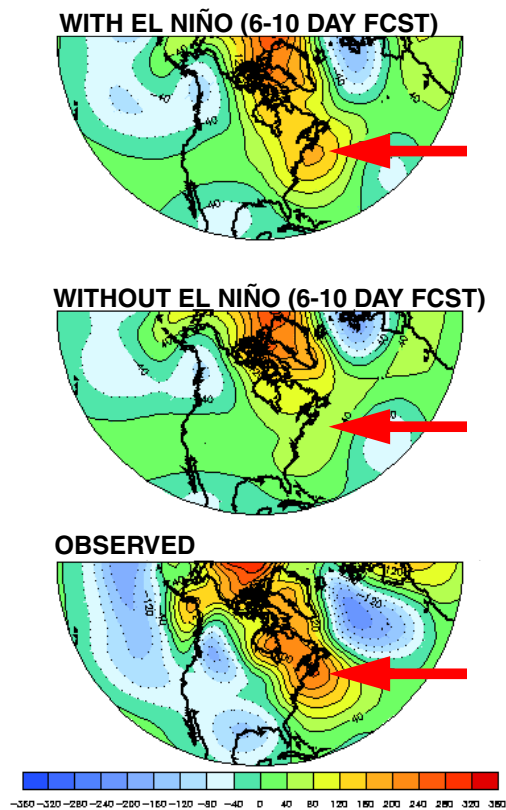 WITH EL NIÑO (6-10 DAY FCST)
WITHOUT EL NIÑO (6-10 DAY FCST)
OBSERVED
-360 -320 -280 -240 -200 -160 -120 -80 -40 0 40 80 120 160 200 240 280 320 360